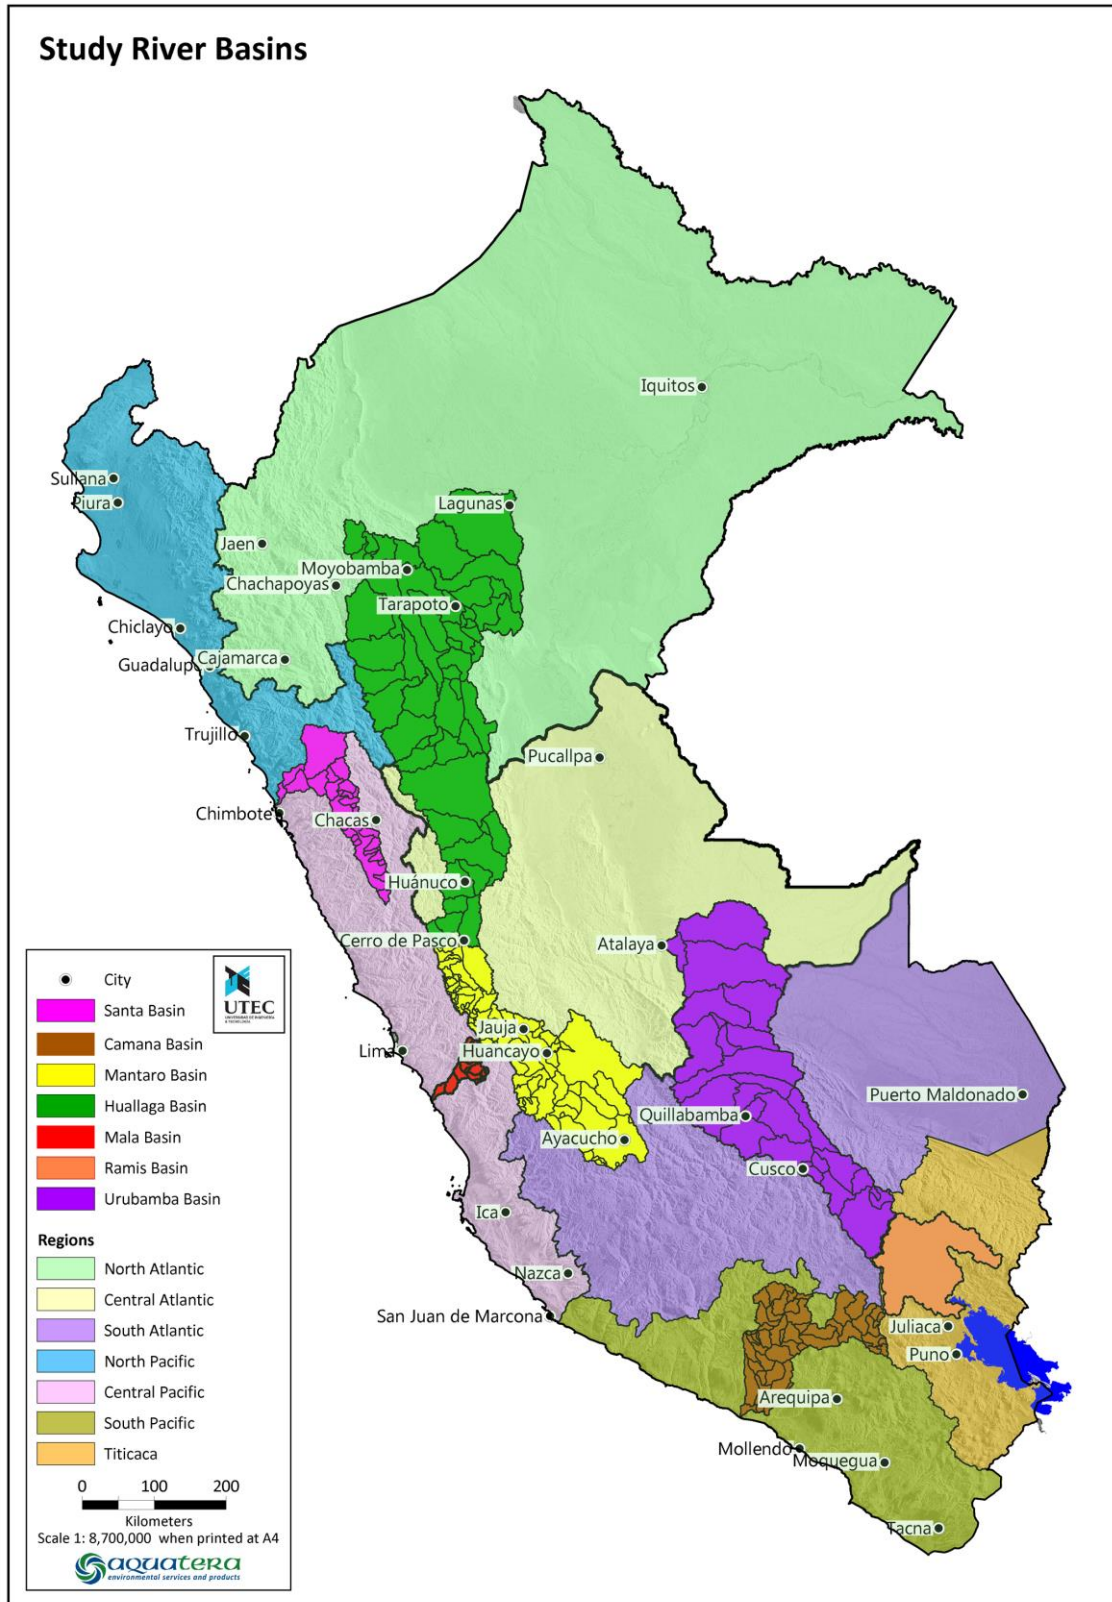 Study River Basins
Iquitos
Sullana
Piura
Lagunas
Jaen
Moyobamba
Chachapoyas
Tarapoto
Chiclayo
Guadalup
Cajamarca
Trujillo
Pucallpa
Chimbote
Chacas
Huánuco
Cerro de Pasco
Atalaya
Jauja
Lima
Huancayo
Puerto Maldonado
Quillabamba
Ayacucho
Cusco
Ica
Nazca
San Juan de Marcona
Juliaca
Puno
Arequipa
Mollendo
Moquegua
Tacna
City
UTEC
Santa Basin
Camana Basin
Mantaro Basin
Huallaga Basin
Mala Basin
Ramis Basin
Urubamba Basin
Regions
North Atlantic
Central Atlantic
South Atlantic
North Pacific
Central Pacific
South Pacific
Titicaca
0 100 200
Kilometers
Scale 1: 8,700,000 when printed at A4
aquatera
environmental services and products